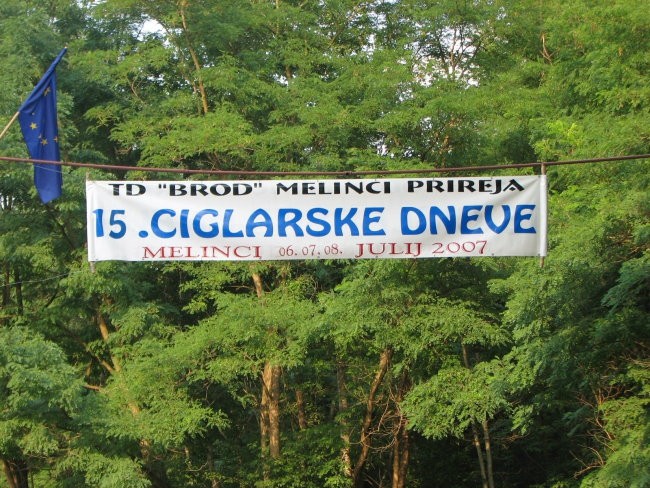 TD "BROD" MELINCI PRIREJA
15 .CIGLARSKE DNEVE
MELINCI 06.07.08. JULIJ 2007